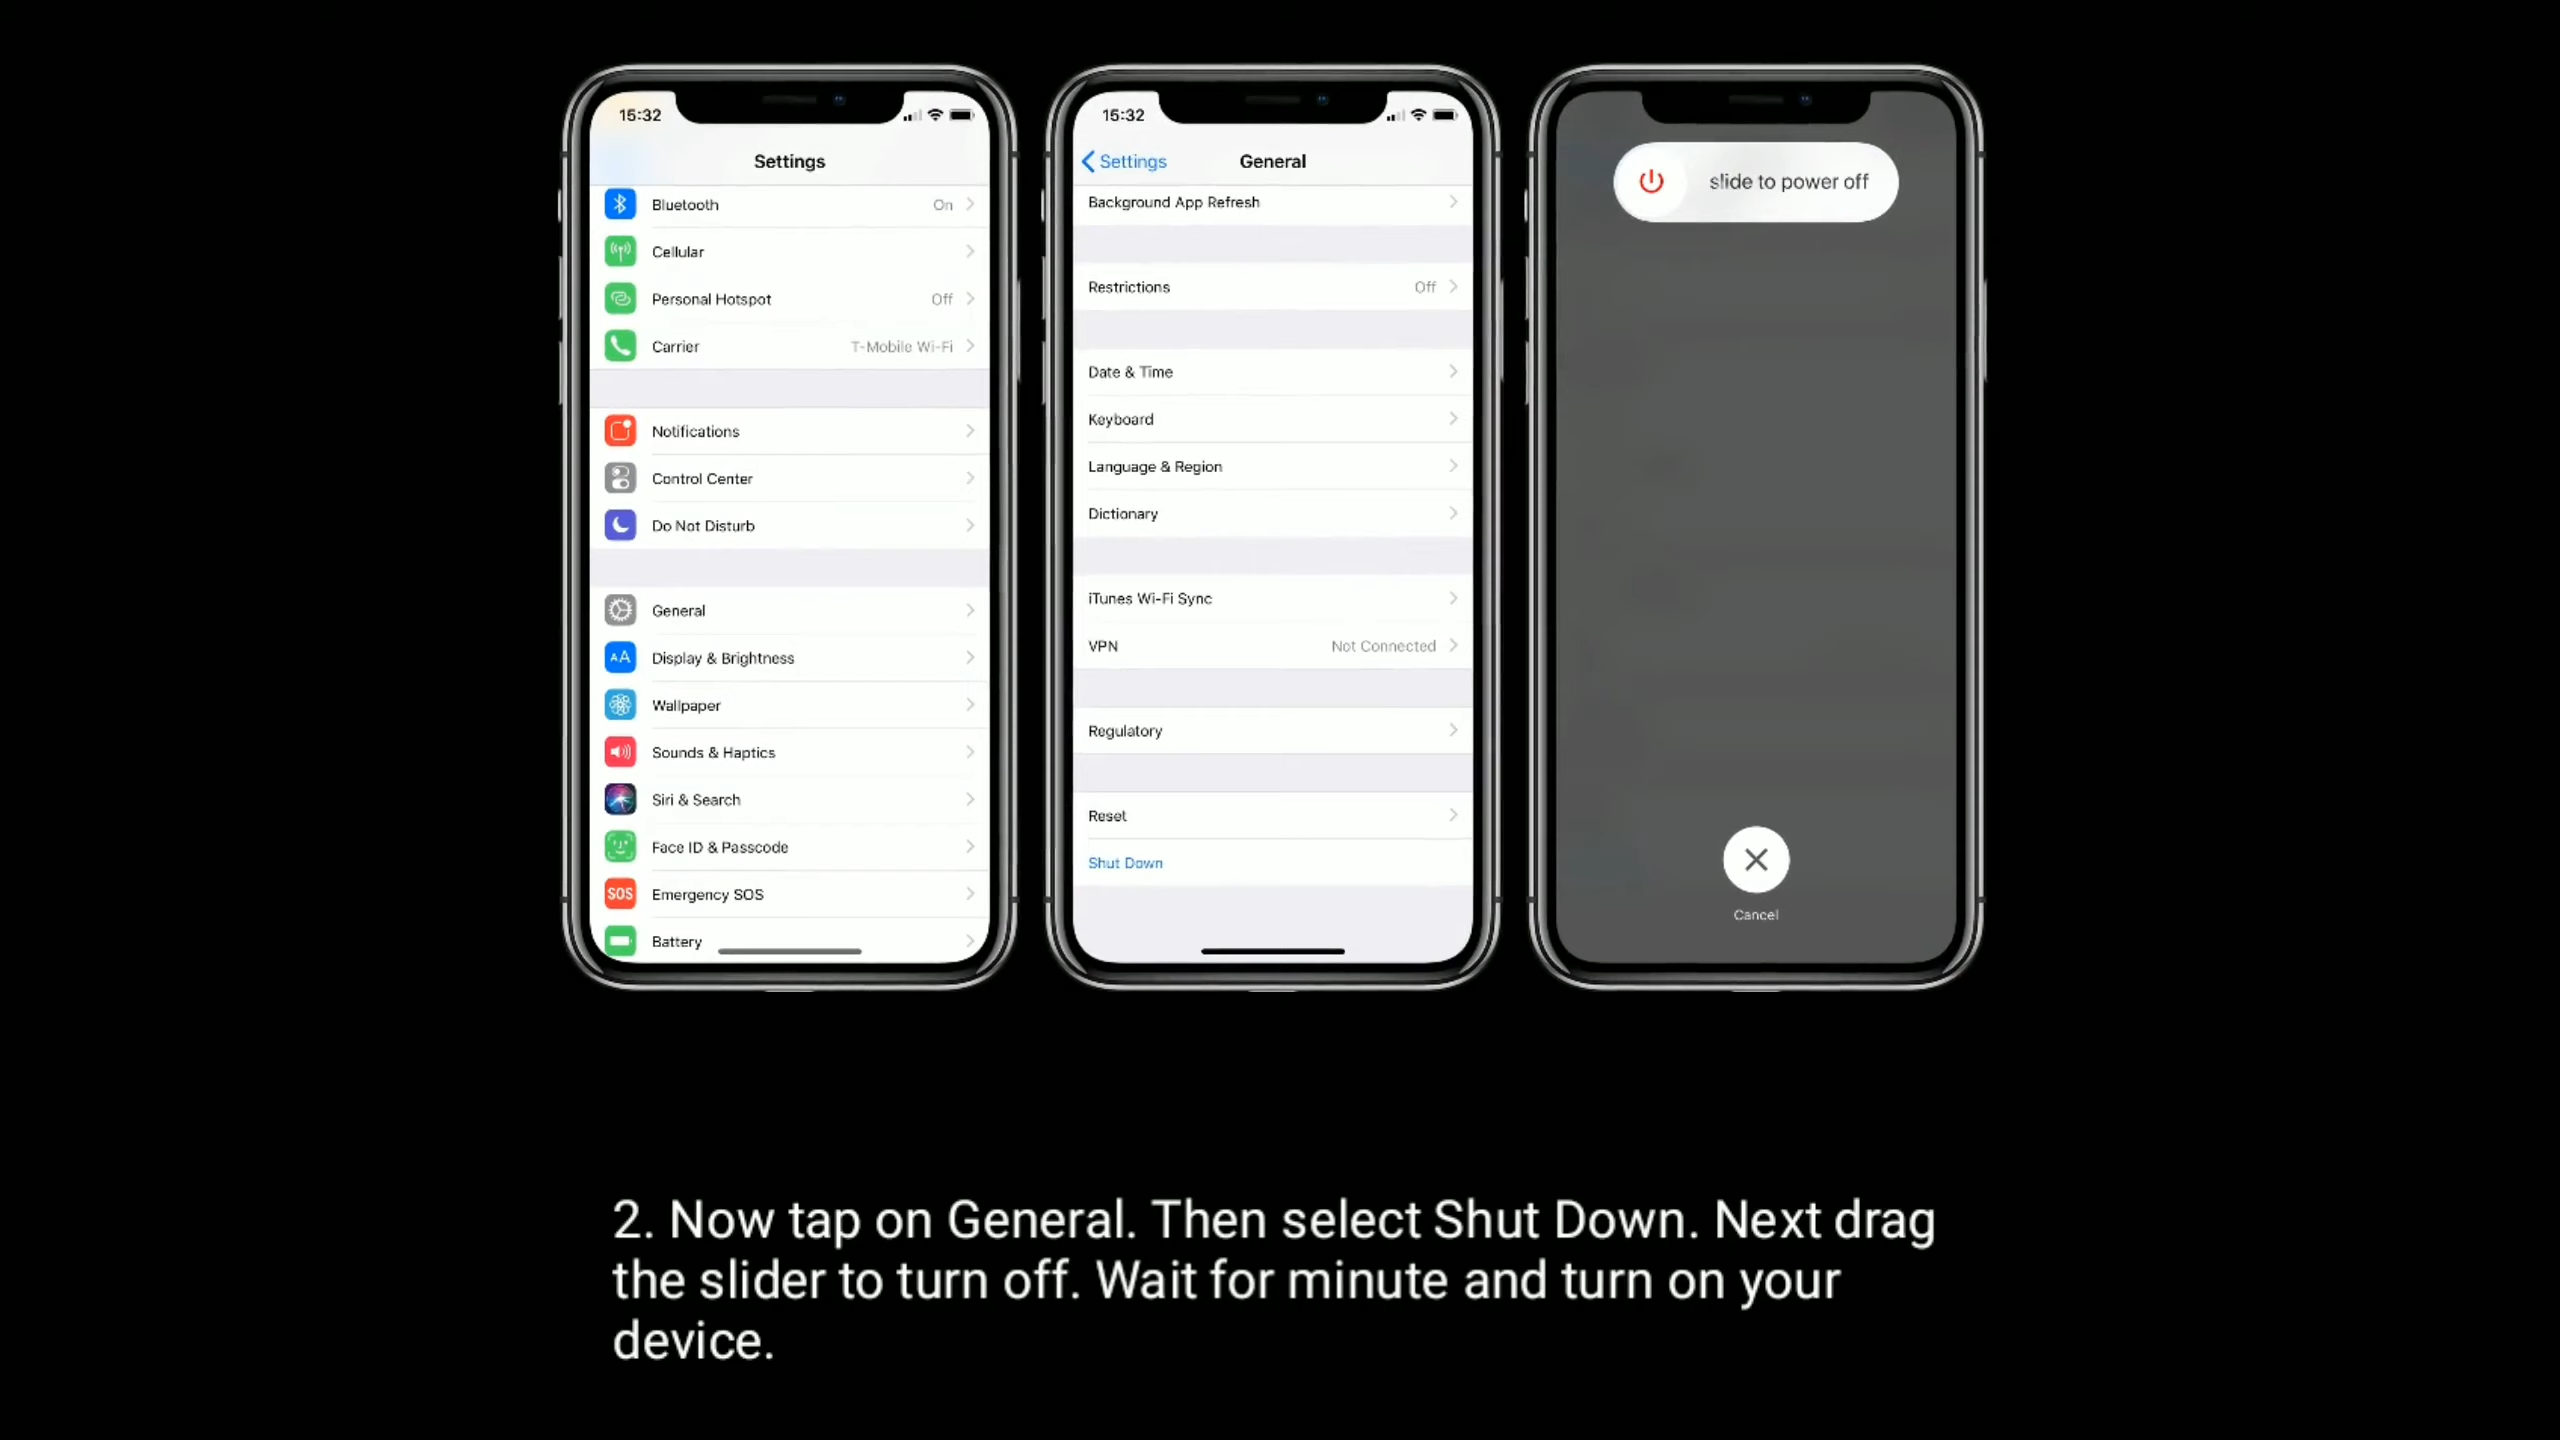 15:32
Settings
Bluetooth On
Cellular
Personal Hotspot Off
Carrier T-Mobile Wi-Fi
Notifications
Control Center
Do Not Disturb
General
AA Display & Brightness
Wallpaper
Sounds & Haptics
Siri & Search
Face ID & Passcode
SOS Emergency SOS
Battery
15:32
Settings General
Background App Refresh
Restrictions Off
Date & Time
Keyboard
Language & Region
Dictionary
iTunes Wi-Fi Sync
VPN Not Connected
Regulatory
Reset
Shut Down
slide to power off
Cancel
2. Now tap on General. Then select Shut Down. Next drag
the slider to turn off. Wait for minute and turn on your
device.